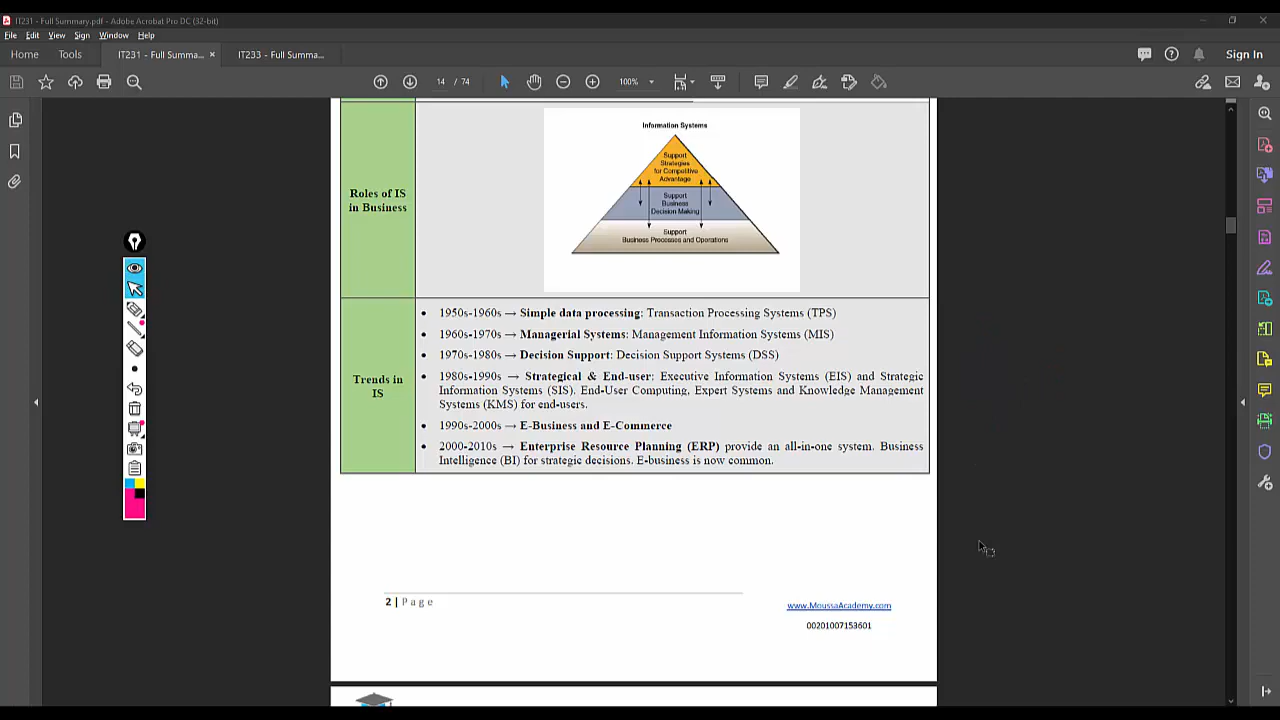 IT231 - Full Summary.pdf - Adobe Acrobat Pro DC (32-bit)
File Edit View Sign Window Help
Home Tools IT231 - Full Summa... × IT233 - Full Summa... Sign In
14 / 74 100%
Roles of IS
in Business
Information Systems
Support
Strategies
for Competitive
Advantage
Support
Business
Decision Making
Support
Business Processes and Operations
Trends in
IS
• 1950s-1960s → Simple data processing: Transaction Processing Systems (TPS)
• 1960s-1970s → Managerial Systems: Management Information Systems (MIS)
• 1970s-1980s → Decision Support: Decision Support Systems (DSS)
• 1980s-1990s → Strategical & End-user: Executive Information Systems (EIS) and Strategic
Information Systems (SIS). End-User Computing, Expert Systems and Knowledge Management
Systems (KMS) for end-users.
• 1990s-2000s → E-Business and E-Commerce
• 2000-2010s → Enterprise Resource Planning (ERP) provide an all-in-one system. Business
Intelligence (BI) for strategic decisions. E-business is now common.
2 | Page
www.MoussaAcademy.com
00201007153601